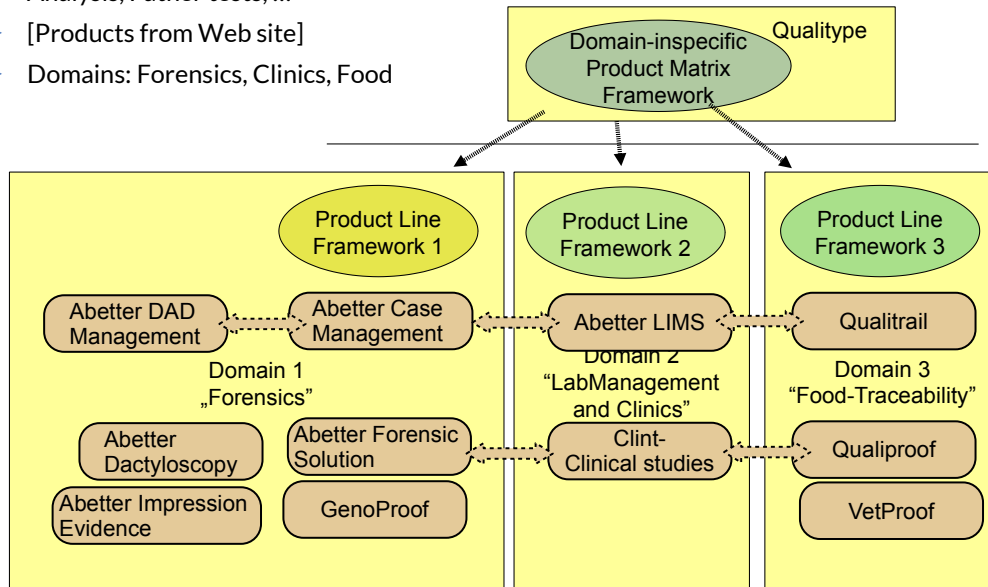 Analysis, Father tests, ...
[Products from Web site]
Domains: Forensics, Clinics, Food
Qualitype
Domain-inspecific
Product Matrix
Framework
Product Line
Framework 1
Product Line
Framework 2
Product Line
Framework 3
Abetter DAD
Management
Abetter Case
Management
Abetter LIMS
Qualitrail
Domain 1
„Forensics”
Domain 2
“LabManagement
and Clinics”
Domain 3
“Food-Traceability”
Abetter
Dactyloscopy
Abetter Forensic
Solution
Clint-
Clinical studies
Qualiproof
Abetter Impression
Evidence
GenoProof
VetProof